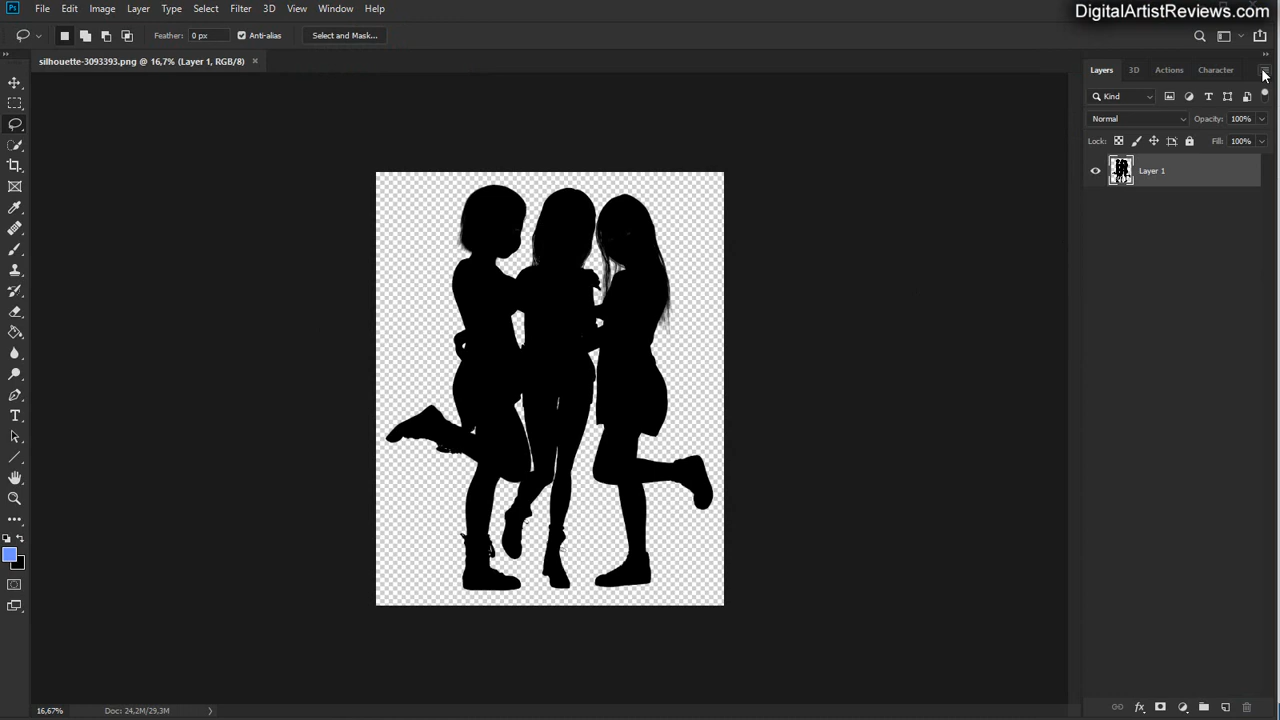 DigitalArtistReviews.com
Ps File Edit Image Layer Type Select Filter 3D View Window Help
Feather: 0 px Anti-alias Select and Mask...
silhouette-3093393.png @ 16,7% (Layer 1, RGB/8) ×
Layers 3D Actions Character
Kind
Normal Opacity: 100%
Lock: Fill: 100%
Layer 1
16,67% Doc: 24,2M/29,3M